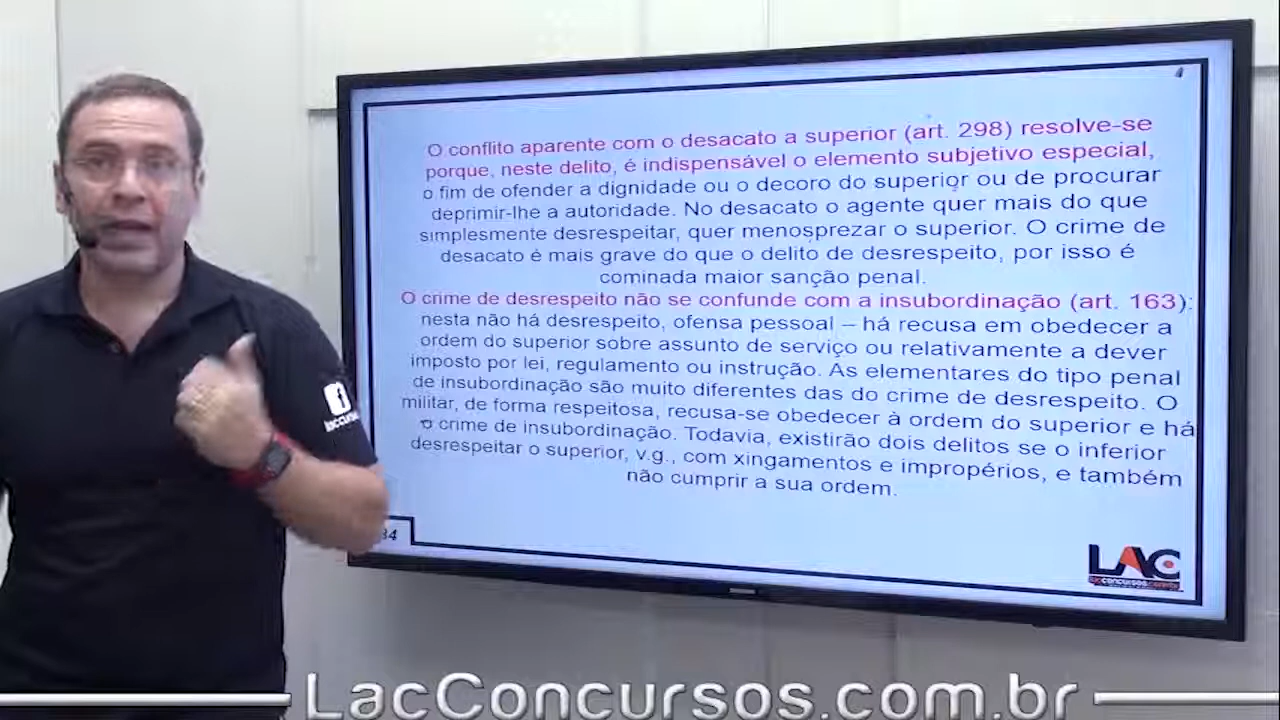 O conflito aparente com o desacato a superior (art. 298) resolve-se
porque, neste delito, é indispensável o elemento subjetivo especial,
o fim de ofender a dignidade ou o decoro do superior ou de procurar
deprimir-lhe a autoridade. No desacato o agente quer mais do que
simplesmente desrespeitar, quer menosprezar o superior. O crime de
desacato é mais grave do que o delito de desrespeito, por isso é
cominada maior sanção penal.
O crime de desrespeito não se confunde com a insubordinação (art. 163):
nesta não há desrespeito, ofensa pessoal – há recusa em obedecer a
ordem do superior sobre assunto de serviço ou relativamente a dever
imposto por lei, regulamento ou instrução. As elementares do tipo penal
de insubordinação são muito diferentes das do crime de desrespeito. O
militar, de forma respeitosa, recusa-se obedecer à ordem do superior e há
o crime de insubordinação. Todavia, existirão dois delitos se o inferior
desrespeitar o superior, v.g., com xingamentos e impropérios, e também
não cumprir a sua ordem.
LAC
LacConcursos.com.br